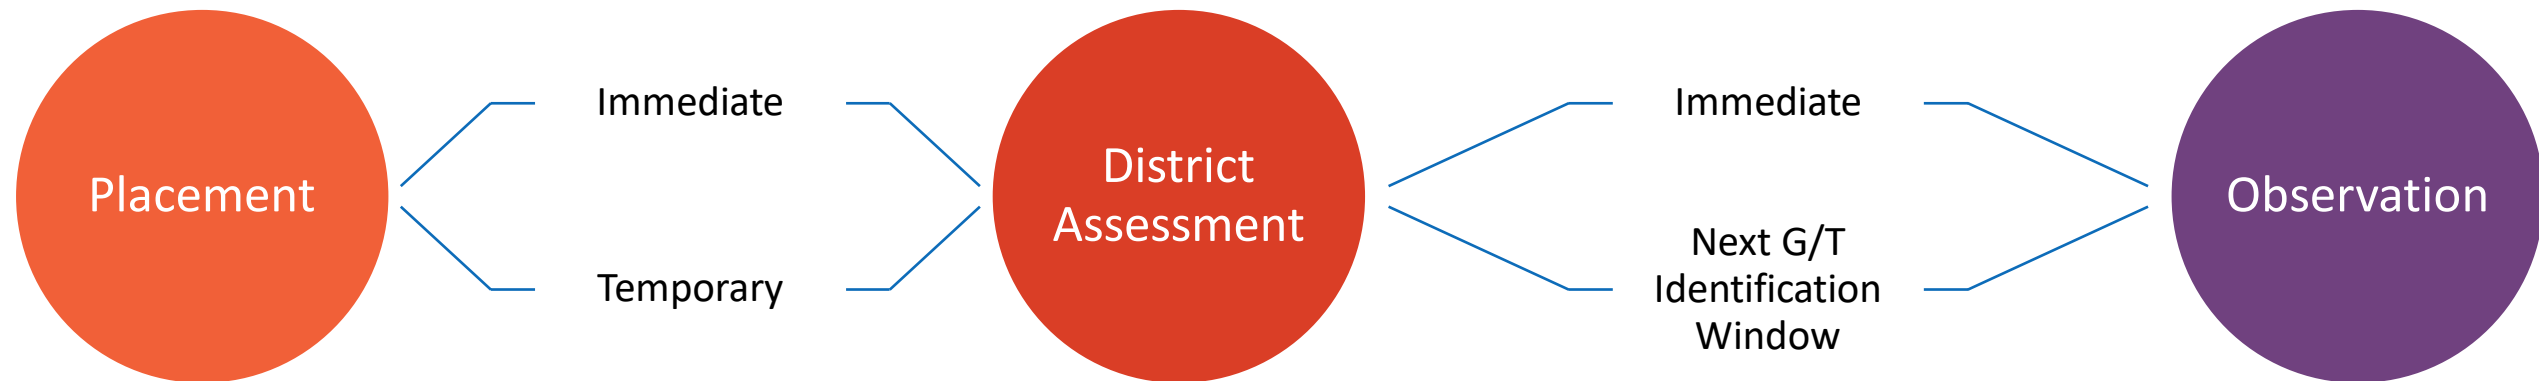 Placement
Immediate
Temporary
District
Assessment
Immediate
Next G/T
Identification
Window
Observation